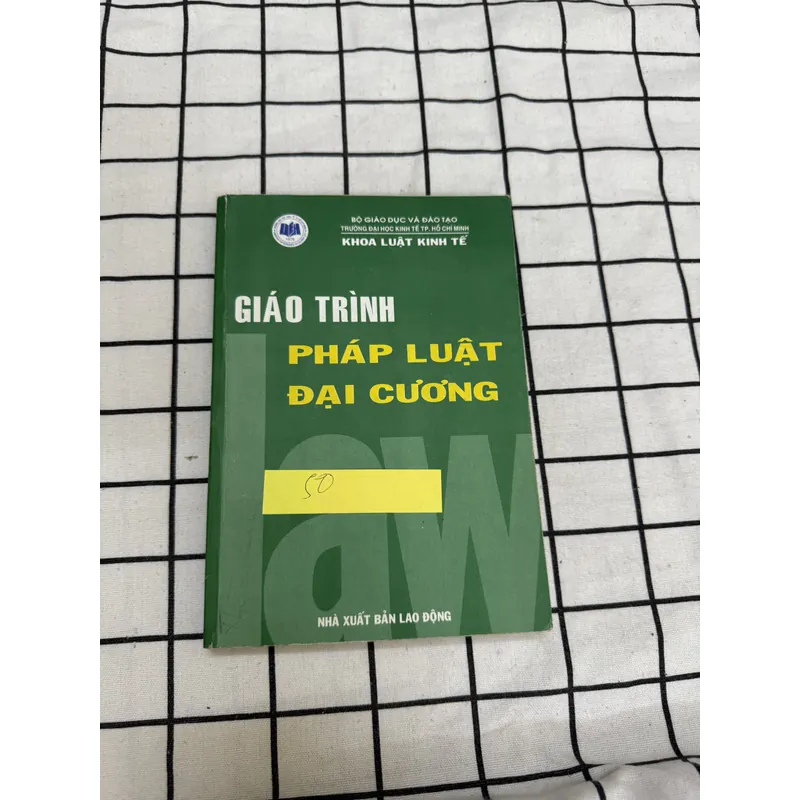 BỘ GIÁO DỤC VÀ ĐÀO TẠO
TRƯỜNG ĐẠI HỌC KINH TẾ TP. HỒ CHÍ MINH
KHOA LUẬT KINH TẾ
GIÁO TRÌNH
PHÁP LUẬT
ĐẠI CƯƠNG
law
50
NHÀ XUẤT BẢN LAO ĐỘNG